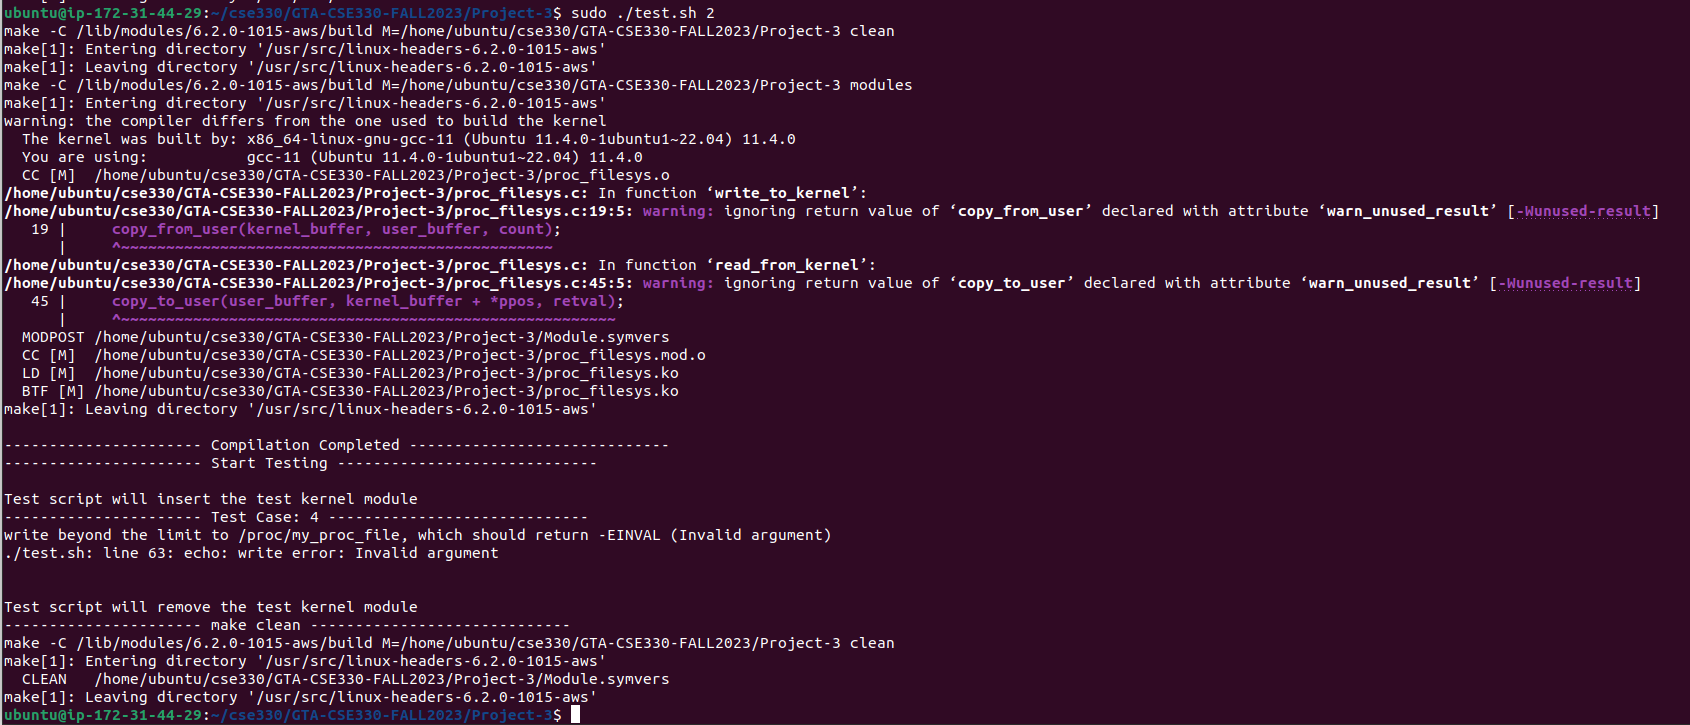 ubuntu@ip-172-31-44-29:~/cse330/GTA-CSE330-FALL2023/Project-3$ sudo ./test.sh 2
make -C /lib/modules/6.2.0-1015-aws/build M=/home/ubuntu/cse330/GTA-CSE330-FALL2023/Project-3 clean
make[1]: Entering directory '/usr/src/linux-headers-6.2.0-1015-aws'
make[1]: Leaving directory '/usr/src/linux-headers-6.2.0-1015-aws'
make -C /lib/modules/6.2.0-1015-aws/build M=/home/ubuntu/cse330/GTA-CSE330-FALL2023/Project-3 modules
make[1]: Entering directory '/usr/src/linux-headers-6.2.0-1015-aws'
warning: the compiler differs from the one used to build the kernel
  The kernel was built by: x86_64-linux-gnu-gcc-11 (Ubuntu 11.4.0-1ubuntu1~22.04) 11.4.0
  You are using:           gcc-11 (Ubuntu 11.4.0-1ubuntu1~22.04) 11.4.0
  CC [M]  /home/ubuntu/cse330/GTA-CSE330-FALL2023/Project-3/proc_filesys.o
/home/ubuntu/cse330/GTA-CSE330-FALL2023/Project-3/proc_filesys.c: In function ‘write_to_kernel’:
/home/ubuntu/cse330/GTA-CSE330-FALL2023/Project-3/proc_filesys.c:19:5: warning: ignoring return value of ‘copy_from_user’ declared with attribute ‘warn_unused_result’ [-Wunused-result]
   19 |     copy_from_user(kernel_buffer, user_buffer, count);
      |     ^~~~~~~~~~~~~~~~~~~~~~~~~~~~~~~~~~~~~~~~~~~~~~~~~
/home/ubuntu/cse330/GTA-CSE330-FALL2023/Project-3/proc_filesys.c: In function ‘read_from_kernel’:
/home/ubuntu/cse330/GTA-CSE330-FALL2023/Project-3/proc_filesys.c:45:5: warning: ignoring return value of ‘copy_to_user’ declared with attribute ‘warn_unused_result’ [-Wunused-result]
   45 |     copy_to_user(user_buffer, kernel_buffer + *ppos, retval);
      |     ^~~~~~~~~~~~~~~~~~~~~~~~~~~~~~~~~~~~~~~~~~~~~~~~~~~~~~~~
  MODPOST /home/ubuntu/cse330/GTA-CSE330-FALL2023/Project-3/Module.symvers
  CC [M]  /home/ubuntu/cse330/GTA-CSE330-FALL2023/Project-3/proc_filesys.mod.o
  LD [M]  /home/ubuntu/cse330/GTA-CSE330-FALL2023/Project-3/proc_filesys.ko
  BTF [M] /home/ubuntu/cse330/GTA-CSE330-FALL2023/Project-3/proc_filesys.ko
make[1]: Leaving directory '/usr/src/linux-headers-6.2.0-1015-aws'
---------------------- Compilation Completed -----------------------------
---------------------- Start Testing -----------------------------
Test script will insert the test kernel module
---------------------- Test Case: 4 -----------------------------
write beyond the limit to /proc/my_proc_file, which should return -EINVAL (Invalid argument)
./test.sh: line 63: echo: write error: Invalid argument
Test script will remove the test kernel module
---------------------- make clean -----------------------------
make -C /lib/modules/6.2.0-1015-aws/build M=/home/ubuntu/cse330/GTA-CSE330-FALL2023/Project-3 clean
make[1]: Entering directory '/usr/src/linux-headers-6.2.0-1015-aws'
  CLEAN   /home/ubuntu/cse330/GTA-CSE330-FALL2023/Project-3/Module.symvers
make[1]: Leaving directory '/usr/src/linux-headers-6.2.0-1015-aws'
ubuntu@ip-172-31-44-29:~/cse330/GTA-CSE330-FALL2023/Project-3$